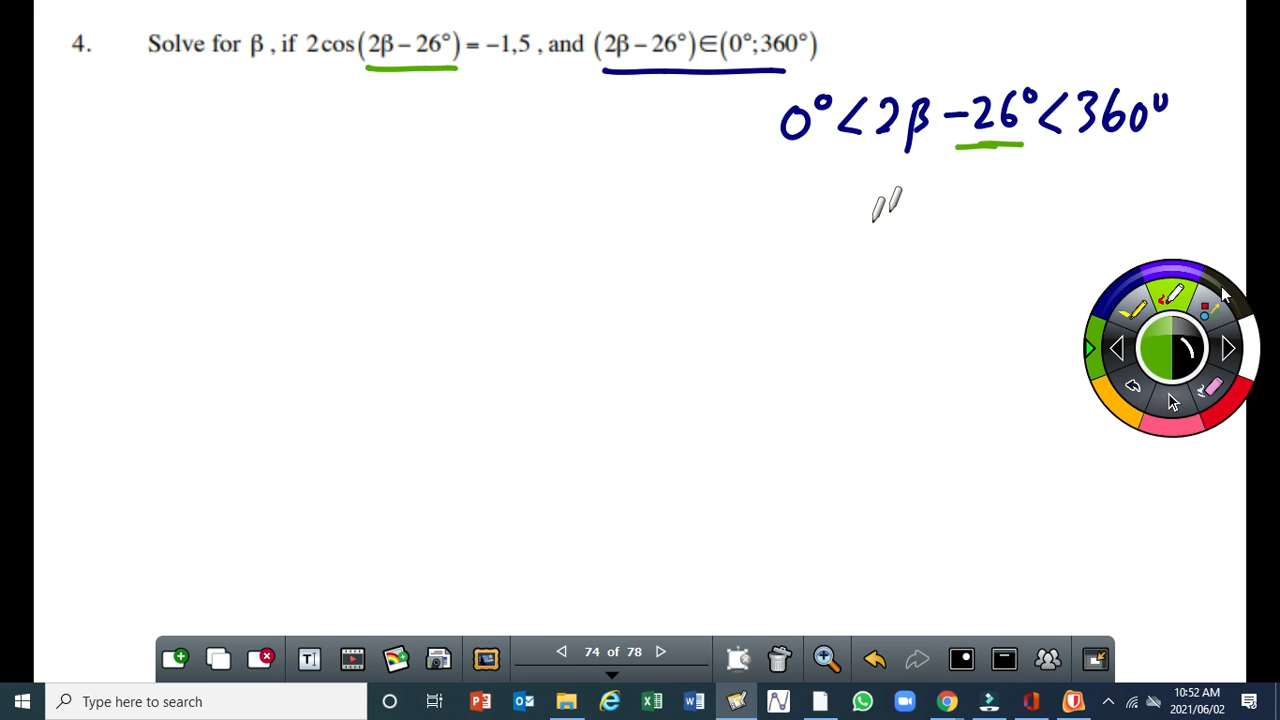 4. Solve for β , if 2cos(2β − 26°) = −1,5 , and (2β − 26°)∈(0°;360°)
0° < 2β − 26° < 360°
74 of 78
Type here to search
10:52 AM
2021/06/02